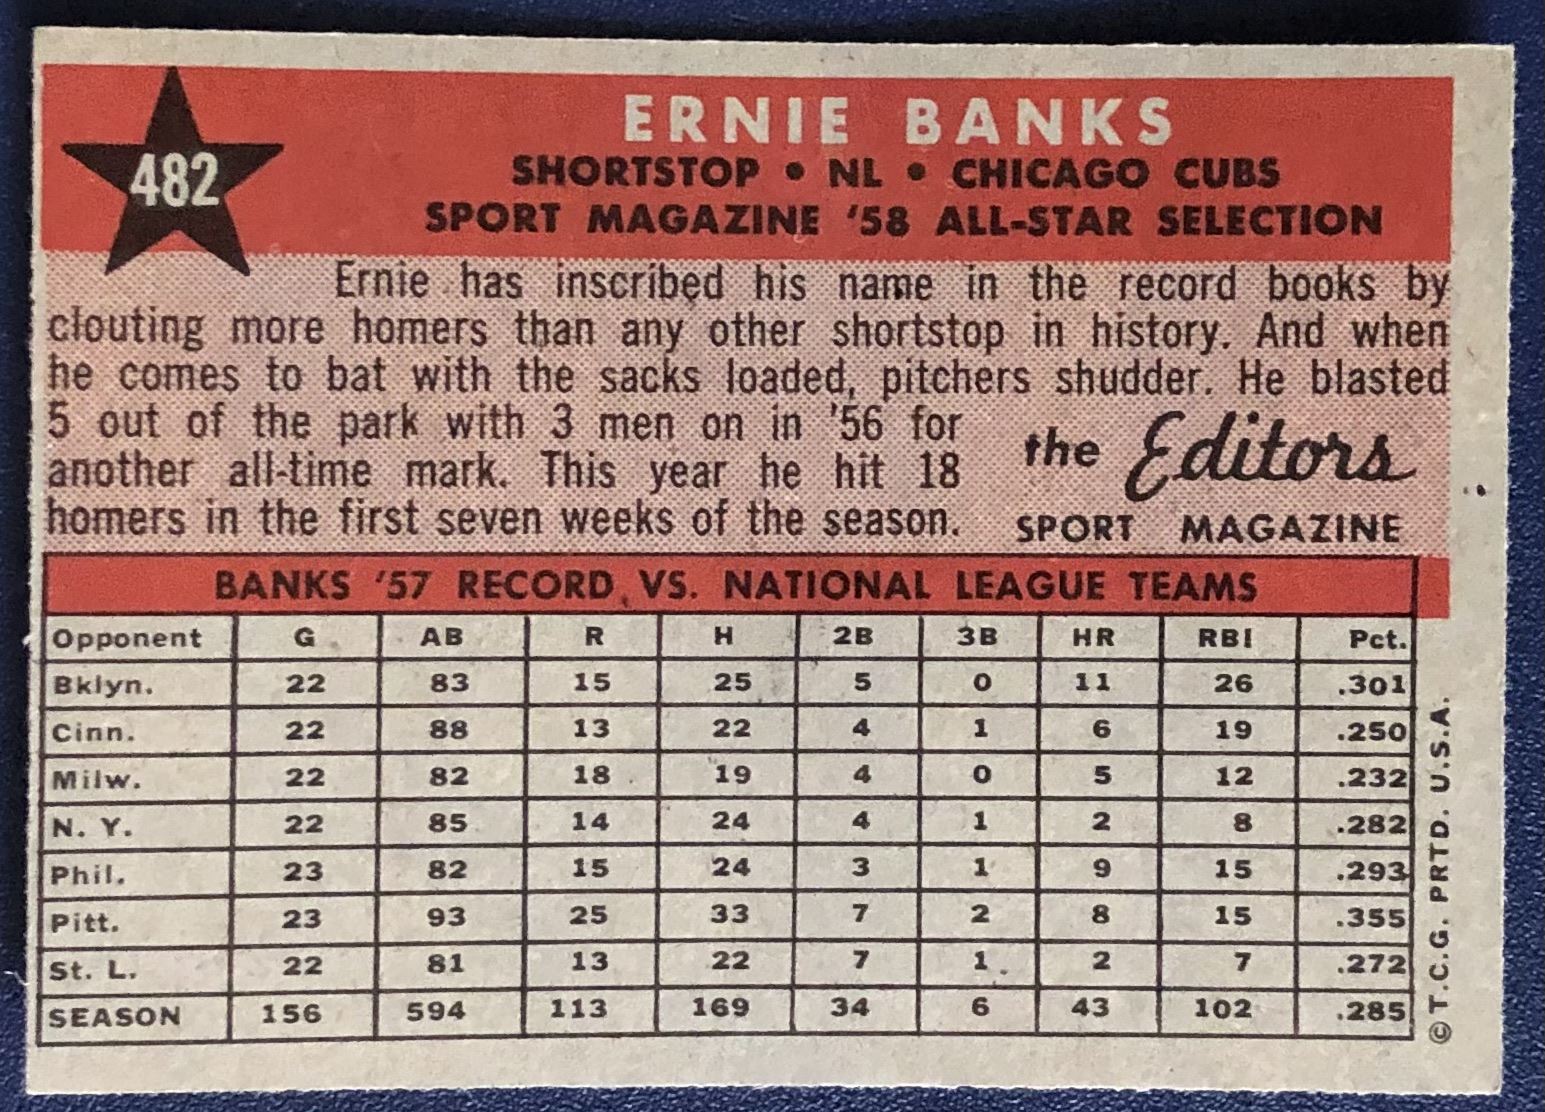 482
ERNIE BANKS
SHORTSTOP • NL • CHICAGO CUBS
SPORT MAGAZINE '58 ALL-STAR SELECTION
Ernie has inscribed his name in the record books by
clouting more homers than any other shortstop in history. And when
he comes to bat with the sacks loaded, pitchers shudder. He blasted
5 out of the park with 3 men on in '56 for
another all-time mark. This year he hit 18
homers in the first seven weeks of the season.
the Editors
SPORT MAGAZINE
BANKS '57 RECORD VS. NATIONAL LEAGUE TEAMS
Opponent G AB R H 2B 3B HR RBI Pct.
Bklyn. 22 83 15 25 5 0 11 26 .301
Cinn. 22 88 13 22 4 1 6 19 .250
Milw. 22 82 18 19 4 0 5 12 .232
N. Y. 22 85 14 24 4 1 2 8 .282
Phil. 23 82 15 24 3 1 9 15 .293
Pitt. 23 93 25 33 7 2 8 15 .355
St. L. 22 81 13 22 7 1 2 7 .272
SEASON 156 594 113 169 34 6 43 102 .285
©T.C.G. PRTD. U.S.A.